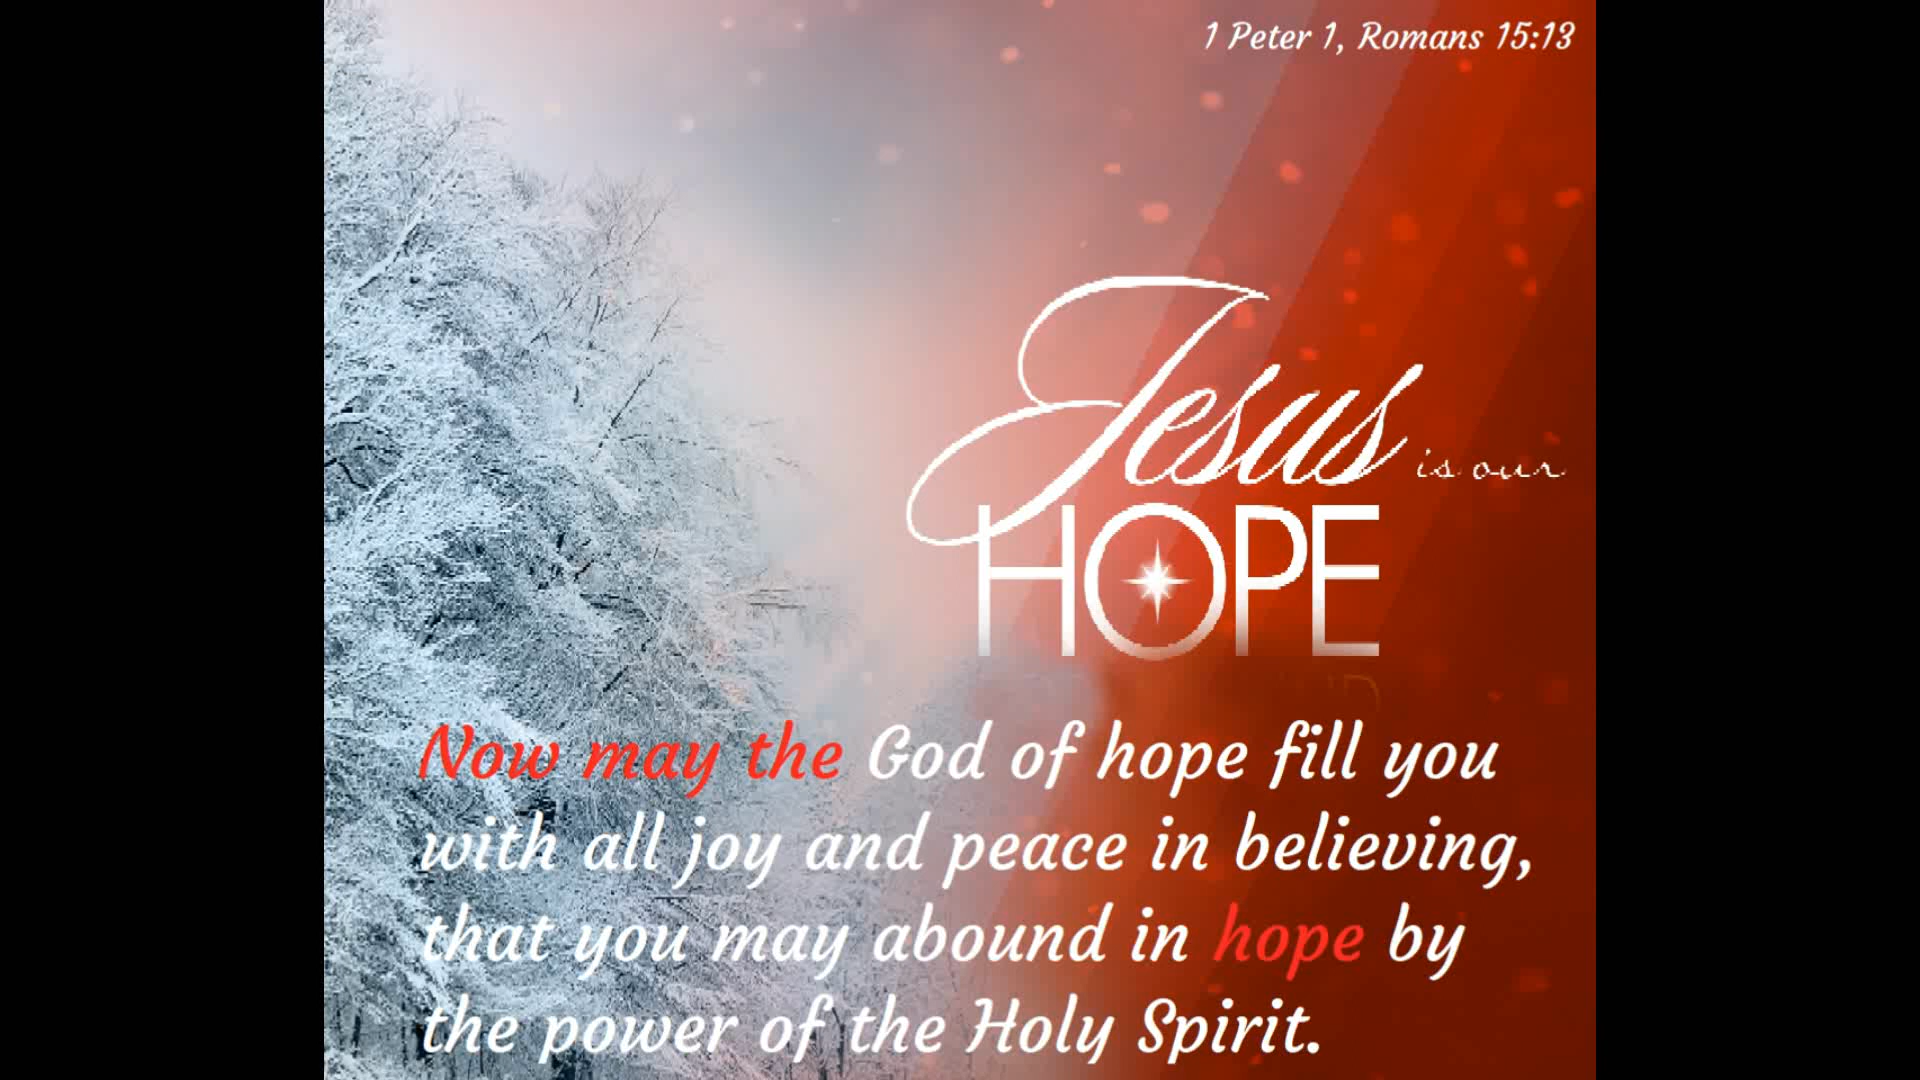 1 Peter 1, Romans 15:13
Jesus is our
HOPE
Now may the God of hope fill you
with all joy and peace in believing,
that you may abound in hope by
the power of the Holy Spirit.